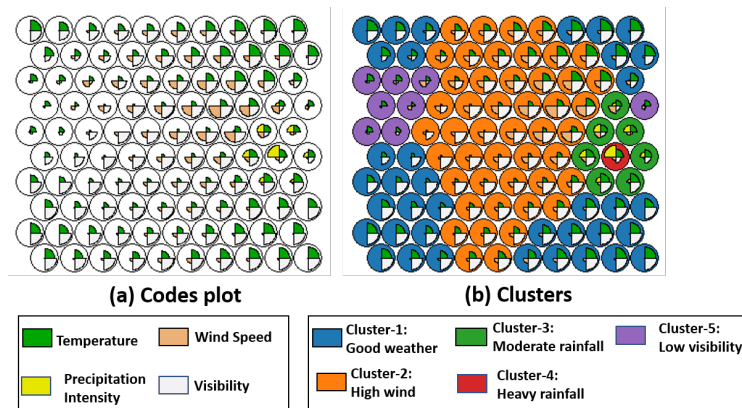 (a) Codes plot
(b) Clusters
Temperature
Wind Speed
Precipitation
Intensity
Visibility
Cluster-1:
Good weather
Cluster-3:
Moderate rainfall
Cluster-5:
Low visibility
Cluster-2:
High wind
Cluster-4:
Heavy rainfall